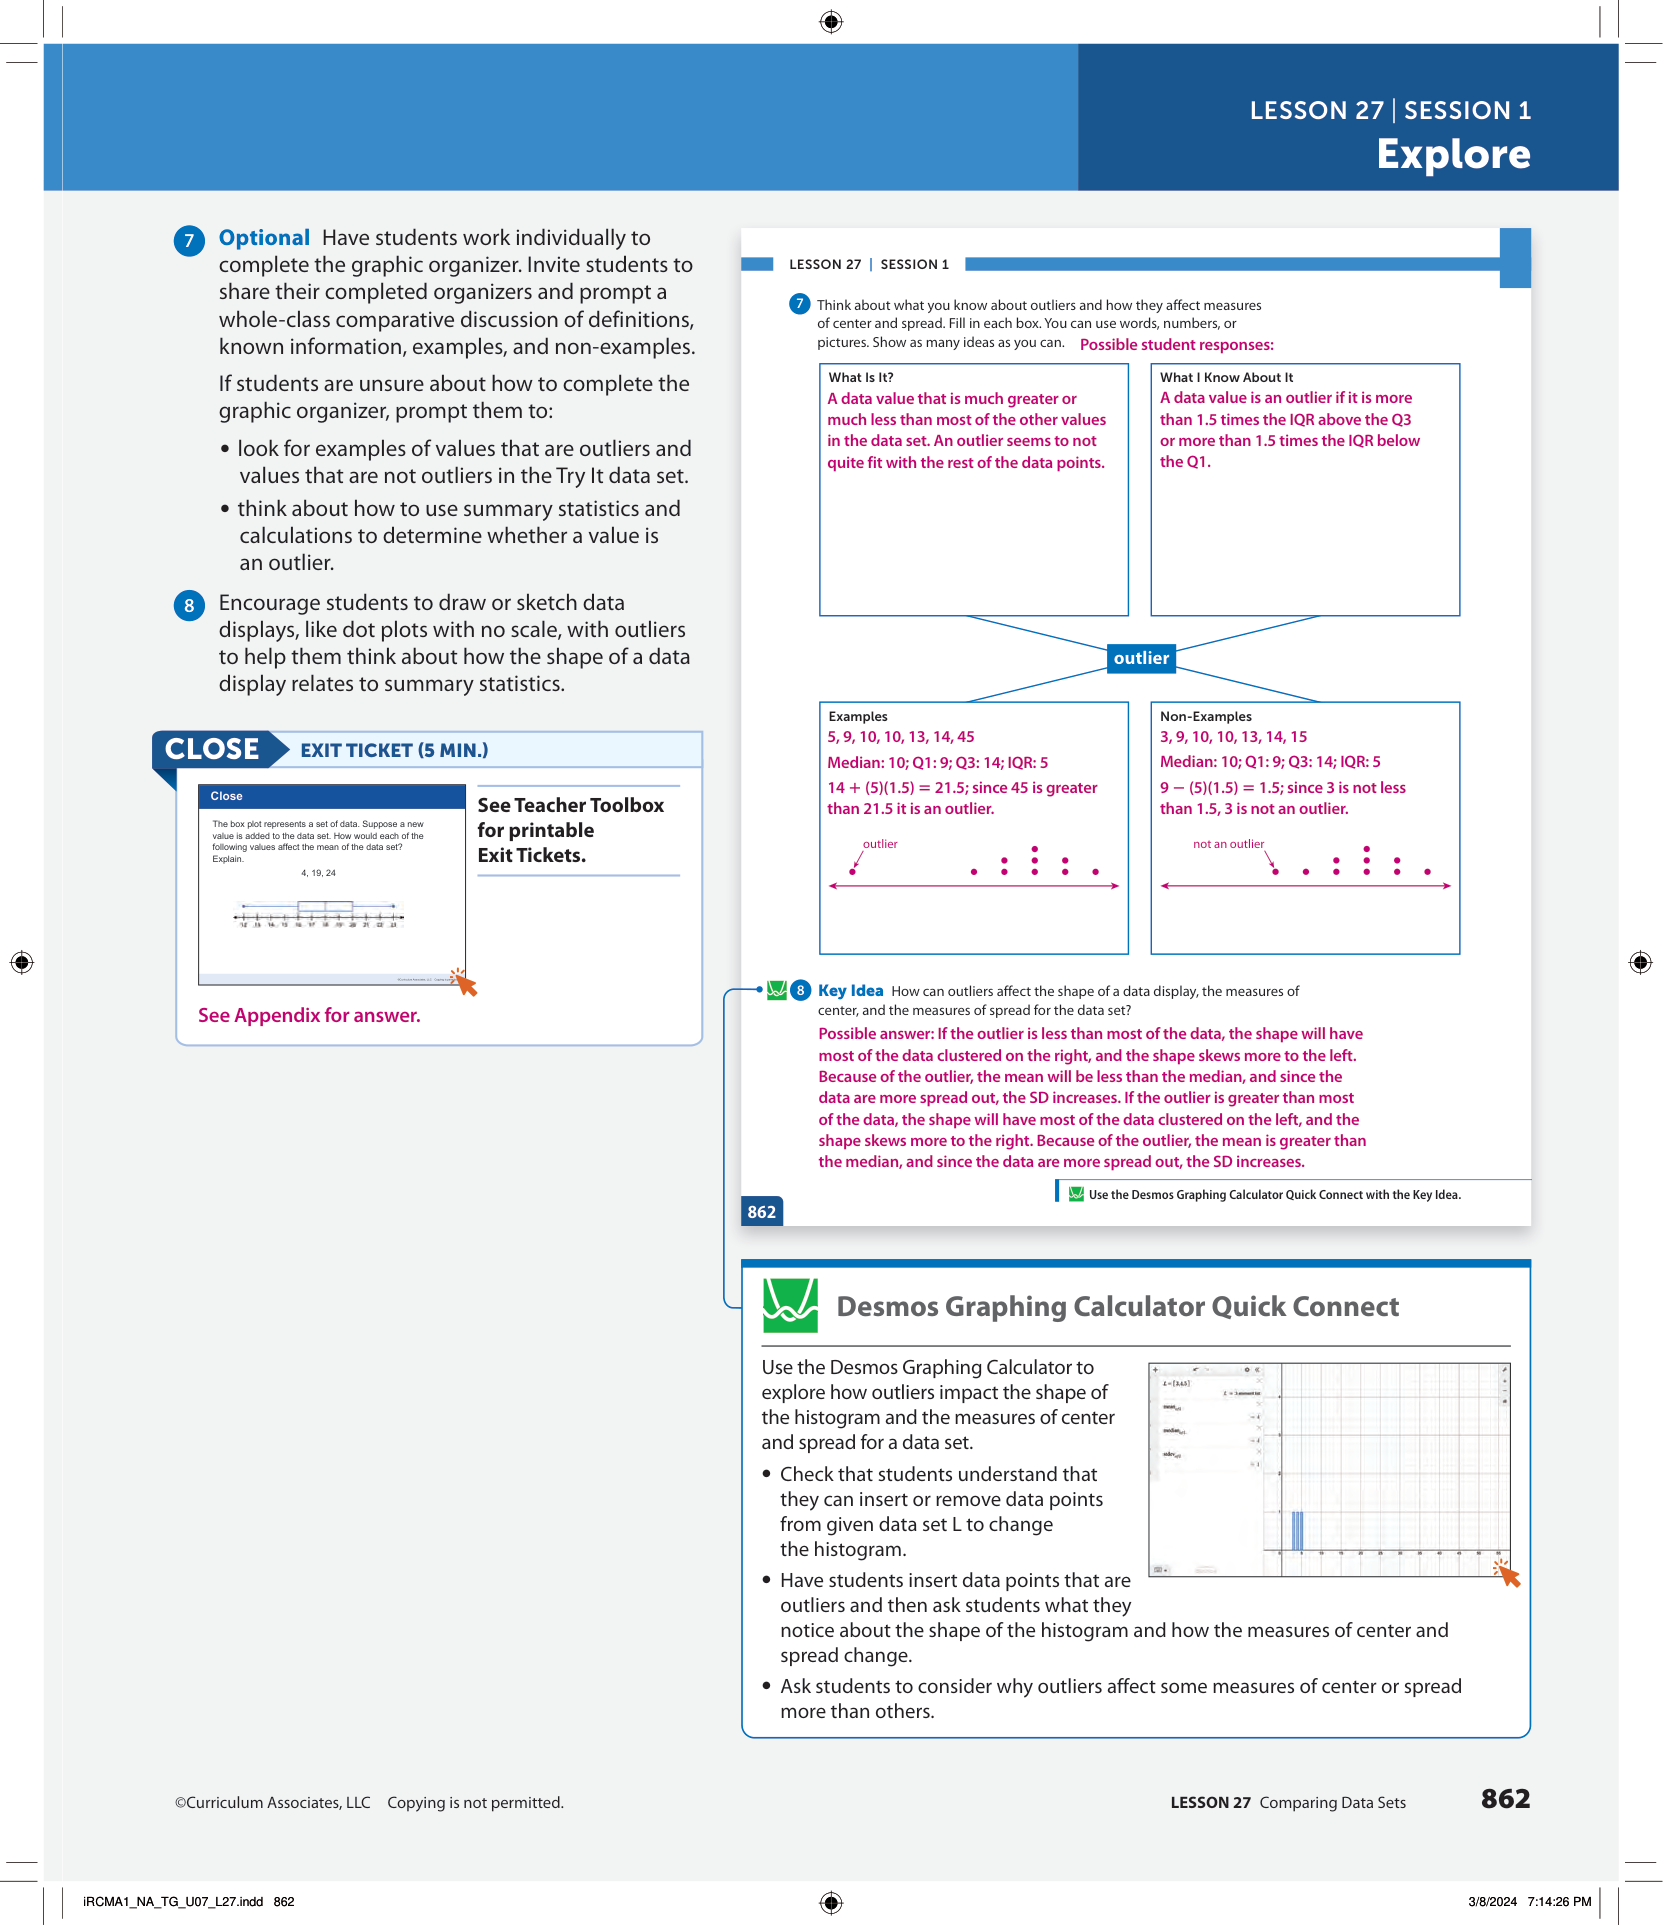 LESSON 27 | SESSION 1
Explore
7 Optional Have students work individually to
complete the graphic organizer. Invite students to
share their completed organizers and prompt a
whole-class comparative discussion of definitions,
known information, examples, and non-examples.
If students are unsure about how to complete the
graphic organizer, prompt them to:
• look for examples of values that are outliers and
values that are not outliers in the Try It data set.
• think about how to use summary statistics and
calculations to determine whether a value is
an outlier.
8 Encourage students to draw or sketch data
displays, like dot plots with no scale, with outliers
to help them think about how the shape of a data
display relates to summary statistics.
CLOSE EXIT TICKET (5 MIN.)
Close
The box plot represents a set of data. Suppose a new
value is added to the data set. How would each of the
following values affect the mean of the data set?
Explain.
4, 19, 24
See Teacher Toolbox
for printable
Exit Tickets.
See Appendix for answer.
LESSON 27 | SESSION 1
7 Think about what you know about outliers and how they affect measures
of center and spread. Fill in each box. You can use words, numbers, or
pictures. Show as many ideas as you can. Possible student responses:
What Is It?
A data value that is much greater or
much less than most of the other values
in the data set. An outlier seems to not
quite fit with the rest of the data points.
What I Know About It
A data value is an outlier if it is more
than 1.5 times the IQR above the Q3
or more than 1.5 times the IQR below
the Q1.
outlier
Examples
5, 9, 10, 10, 13, 14, 45
Median: 10; Q1: 9; Q3: 14; IQR: 5
14 + (5)(1.5) = 21.5; since 45 is greater
than 21.5 it is an outlier.
outlier
Non-Examples
3, 9, 10, 10, 13, 14, 15
Median: 10; Q1: 9; Q3: 14; IQR: 5
9 − (5)(1.5) = 1.5; since 3 is not less
than 1.5, 3 is not an outlier.
not an outlier
8 Key Idea How can outliers affect the shape of a data display, the measures of
center, and the measures of spread for the data set?
Possible answer: If the outlier is less than most of the data, the shape will have
most of the data clustered on the right, and the shape skews more to the left.
Because of the outlier, the mean will be less than the median, and since the
data are more spread out, the SD increases. If the outlier is greater than most
of the data, the shape will have most of the data clustered on the left, and the
shape skews more to the right. Because of the outlier, the mean is greater than
the median, and since the data are more spread out, the SD increases.
Use the Desmos Graphing Calculator Quick Connect with the Key Idea.
862
Desmos Graphing Calculator Quick Connect
Use the Desmos Graphing Calculator to
explore how outliers impact the shape of
the histogram and the measures of center
and spread for a data set.
• Check that students understand that
they can insert or remove data points
from given data set L to change
the histogram.
• Have students insert data points that are
outliers and then ask students what they
notice about the shape of the histogram and how the measures of center and
spread change.
• Ask students to consider why outliers affect some measures of center or spread
more than others.
©Curriculum Associates, LLC Copying is not permitted.
LESSON 27 Comparing Data Sets 862
iRCMA1_NA_TG_U07_L27.indd 862
3/8/2024 7:14:26 PM